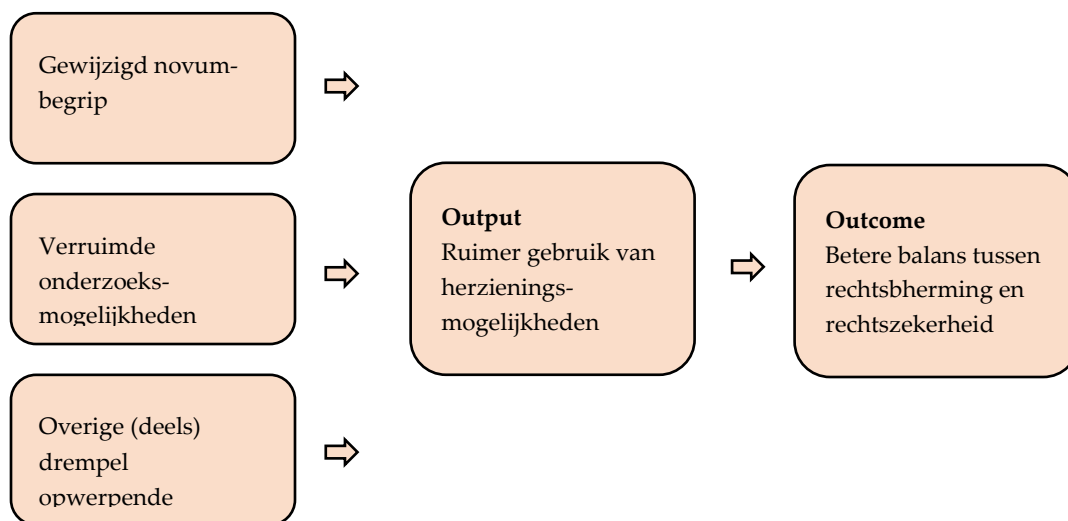 Gewijzigd novum-
begrip
Verruimde
onderzoeks-
mogelijkheden
Overige (deels)
drempel
opwerpende
Output
Ruimer gebruik van
herzienings-
mogelijkheden
Outcome
Betere balans tussen
rechtsbherming en
rechtszekerheid